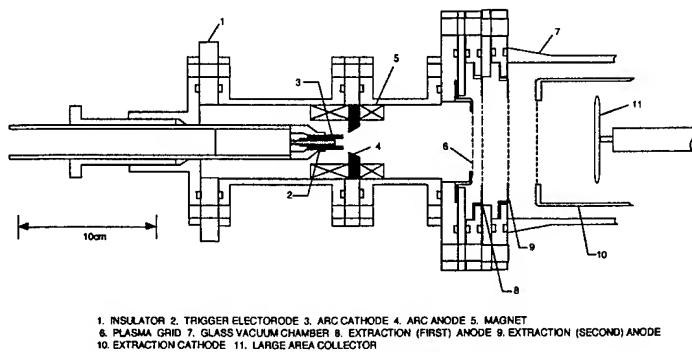 1
3
5
7
11
6
4
2
10cm
9
10
8
1. INSULATOR 2. TRIGGER ELECTORODE 3. ARC CATHODE 4. ARC ANODE 5. MAGNET
6. PLASMA GRID 7. GLASS VACUUM CHAMBER 8. EXTRACTION (FIRST) ANODE 9. EXTRACTION (SECOND) ANODE
10. EXTRACTION CATHODE 11. LARGE AREA COLLECTOR